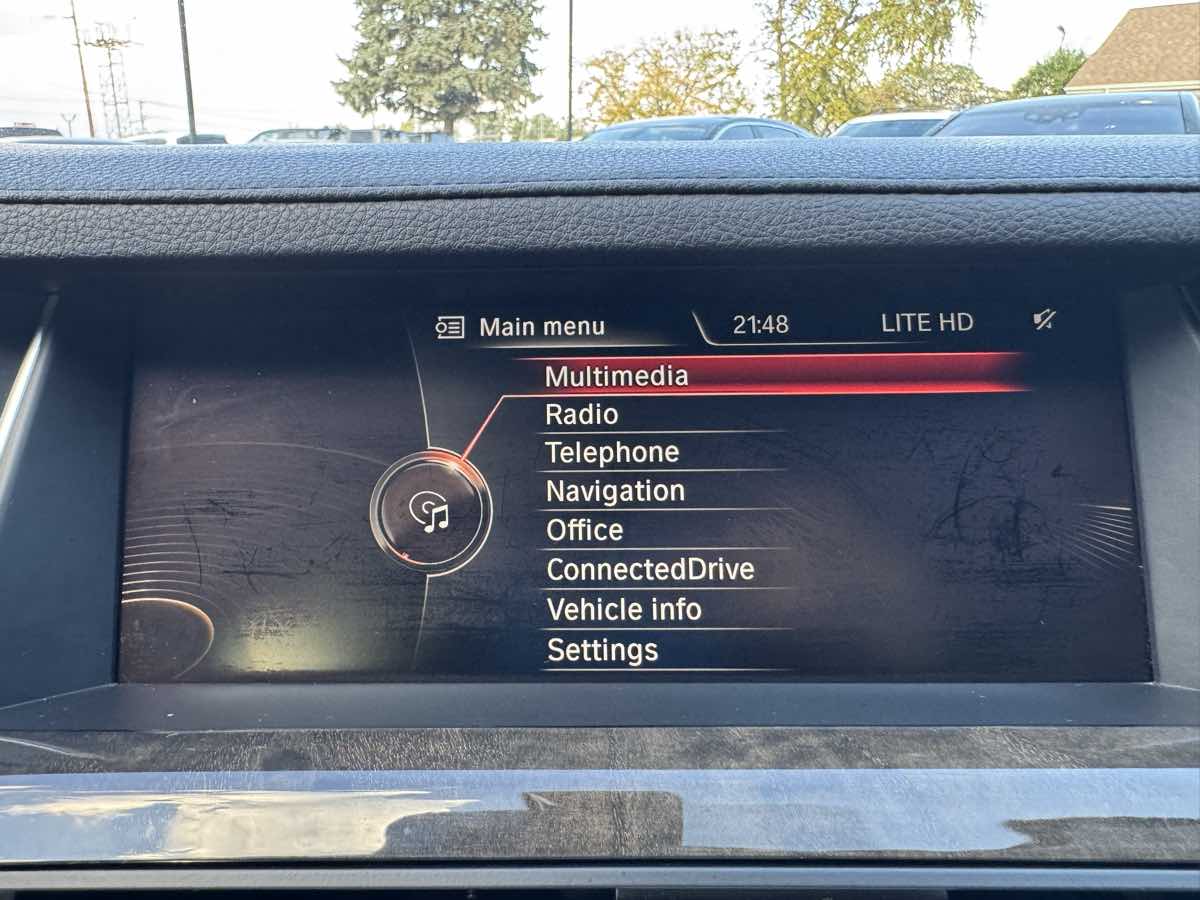 Main menu 21:48 LITE HD
Multimedia
Radio
Telephone
Navigation
Office
ConnectedDrive
Vehicle info
Settings